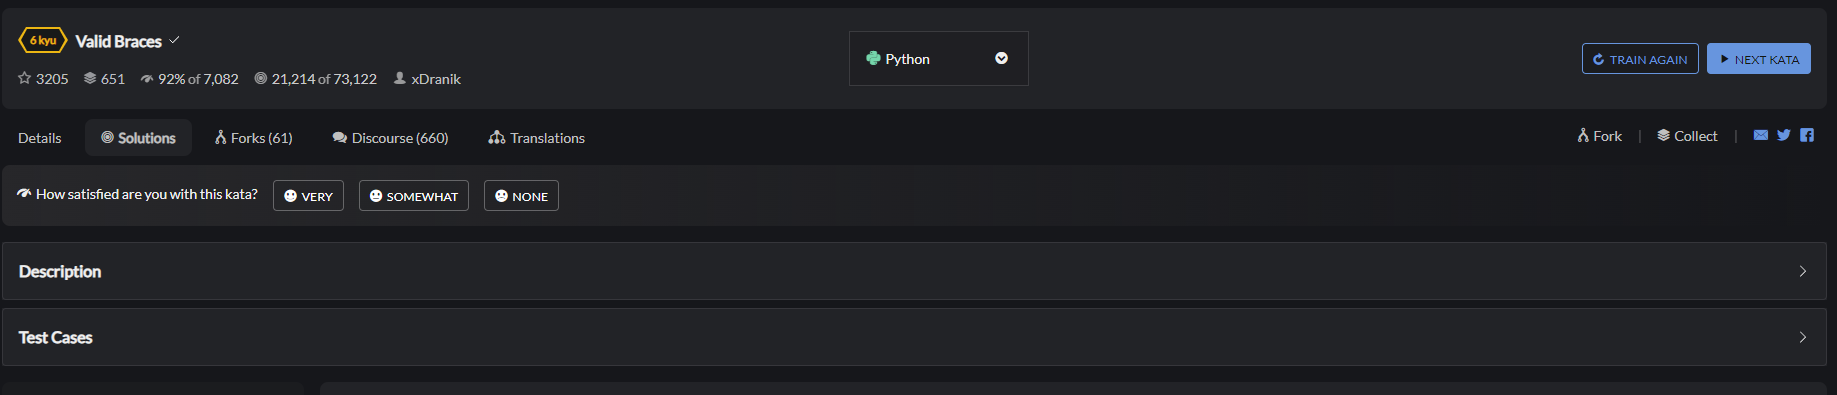 6 kyu Valid Braces
3205 651 92% of 7,082 21,214 of 73,122 xDranik
Python
TRAIN AGAIN NEXT KATA
Details Solutions Forks (61) Discourse (660) Translations
Fork | Collect |
How satisfied are you with this kata? VERY SOMEWHAT NONE
Description
Test Cases